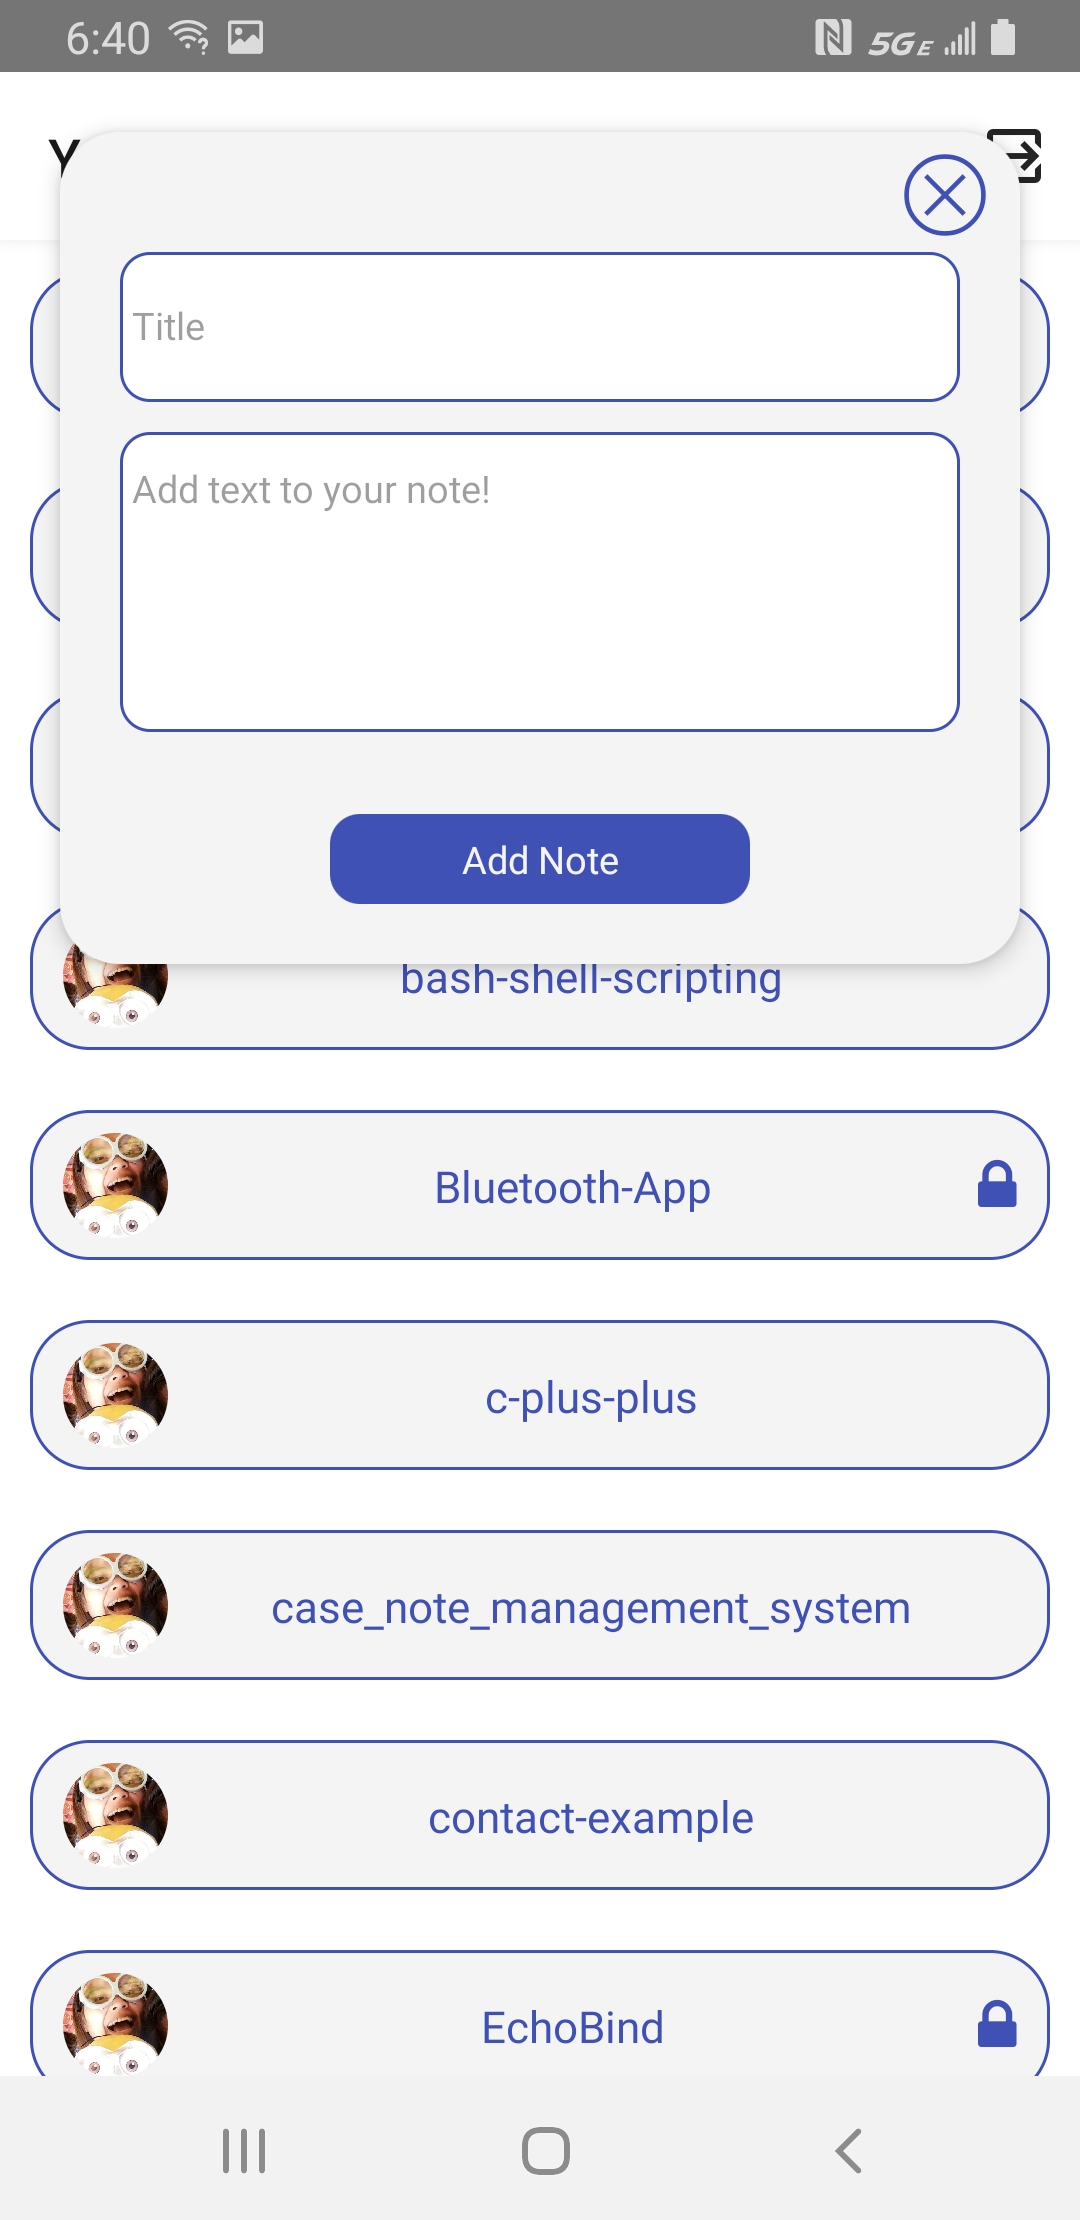 6:40
5GE
Y
Title
Add text to your note!
Add Note
bash-shell-scripting
Bluetooth-App
c-plus-plus
case_note_management_system
contact-example
EchoBind